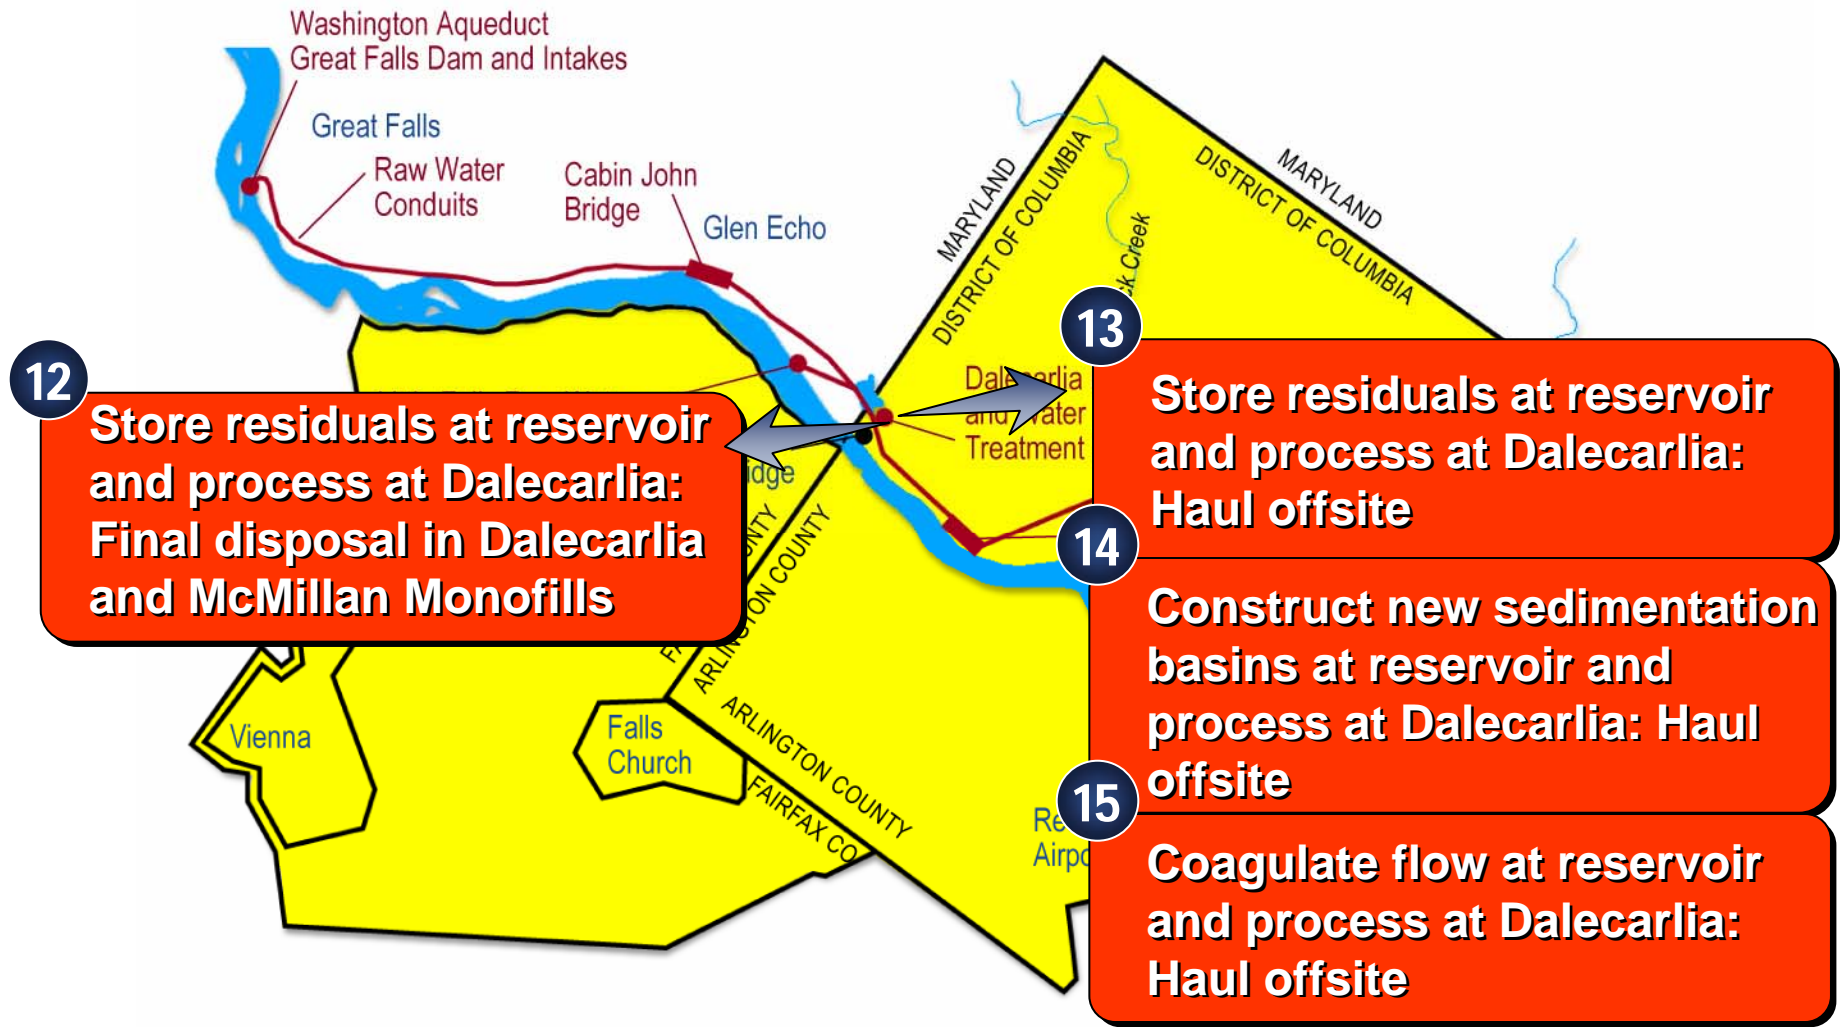 Washington Aqueduct
Great Falls Dam and Intakes
Great Falls
Raw Water
Conduits
Cabin John
Bridge
Glen Echo
MARYLAND
DISTRICT OF COLUMBIA
MARYLAND
DISTRICT OF COLUMBIA
Creek
12
Store residuals at reservoir
and process at Dalecarlia:
Final disposal in Dalecarlia
and McMillan Monofills
13
Store residuals at reservoir
and process at Dalecarlia:
Haul offsite
Dalecarlia
and Water
Treatment
14
Construct new sedimentation
basins at reservoir and
process at Dalecarlia: Haul
offsite
15
Coagulate flow at reservoir
and process at Dalecarlia:
Haul offsite
ARLINGTON COUNTY
Vienna
Falls
Church
ARLINGTON COUNTY
FAIRFAX CO